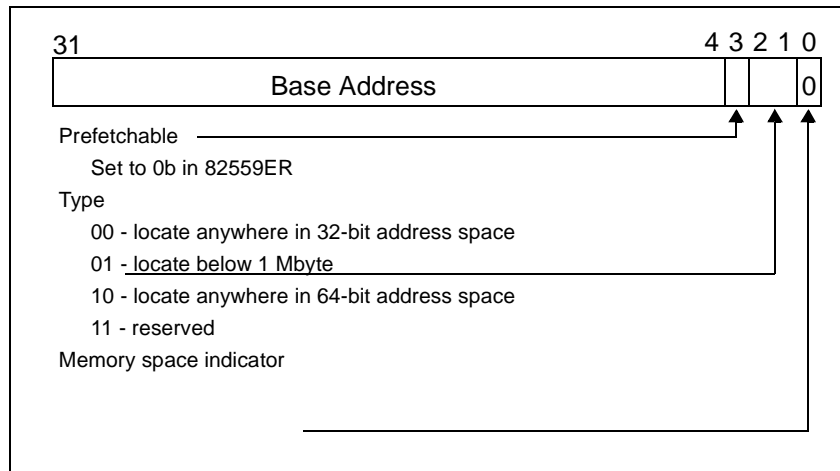 31 4 3 2 1 0
Base Address 0
Prefetchable
Set to 0b in 82559ER
Type
00 - locate anywhere in 32-bit address space
01 - locate below 1 Mbyte
10 - locate anywhere in 64-bit address space
11 - reserved
Memory space indicator